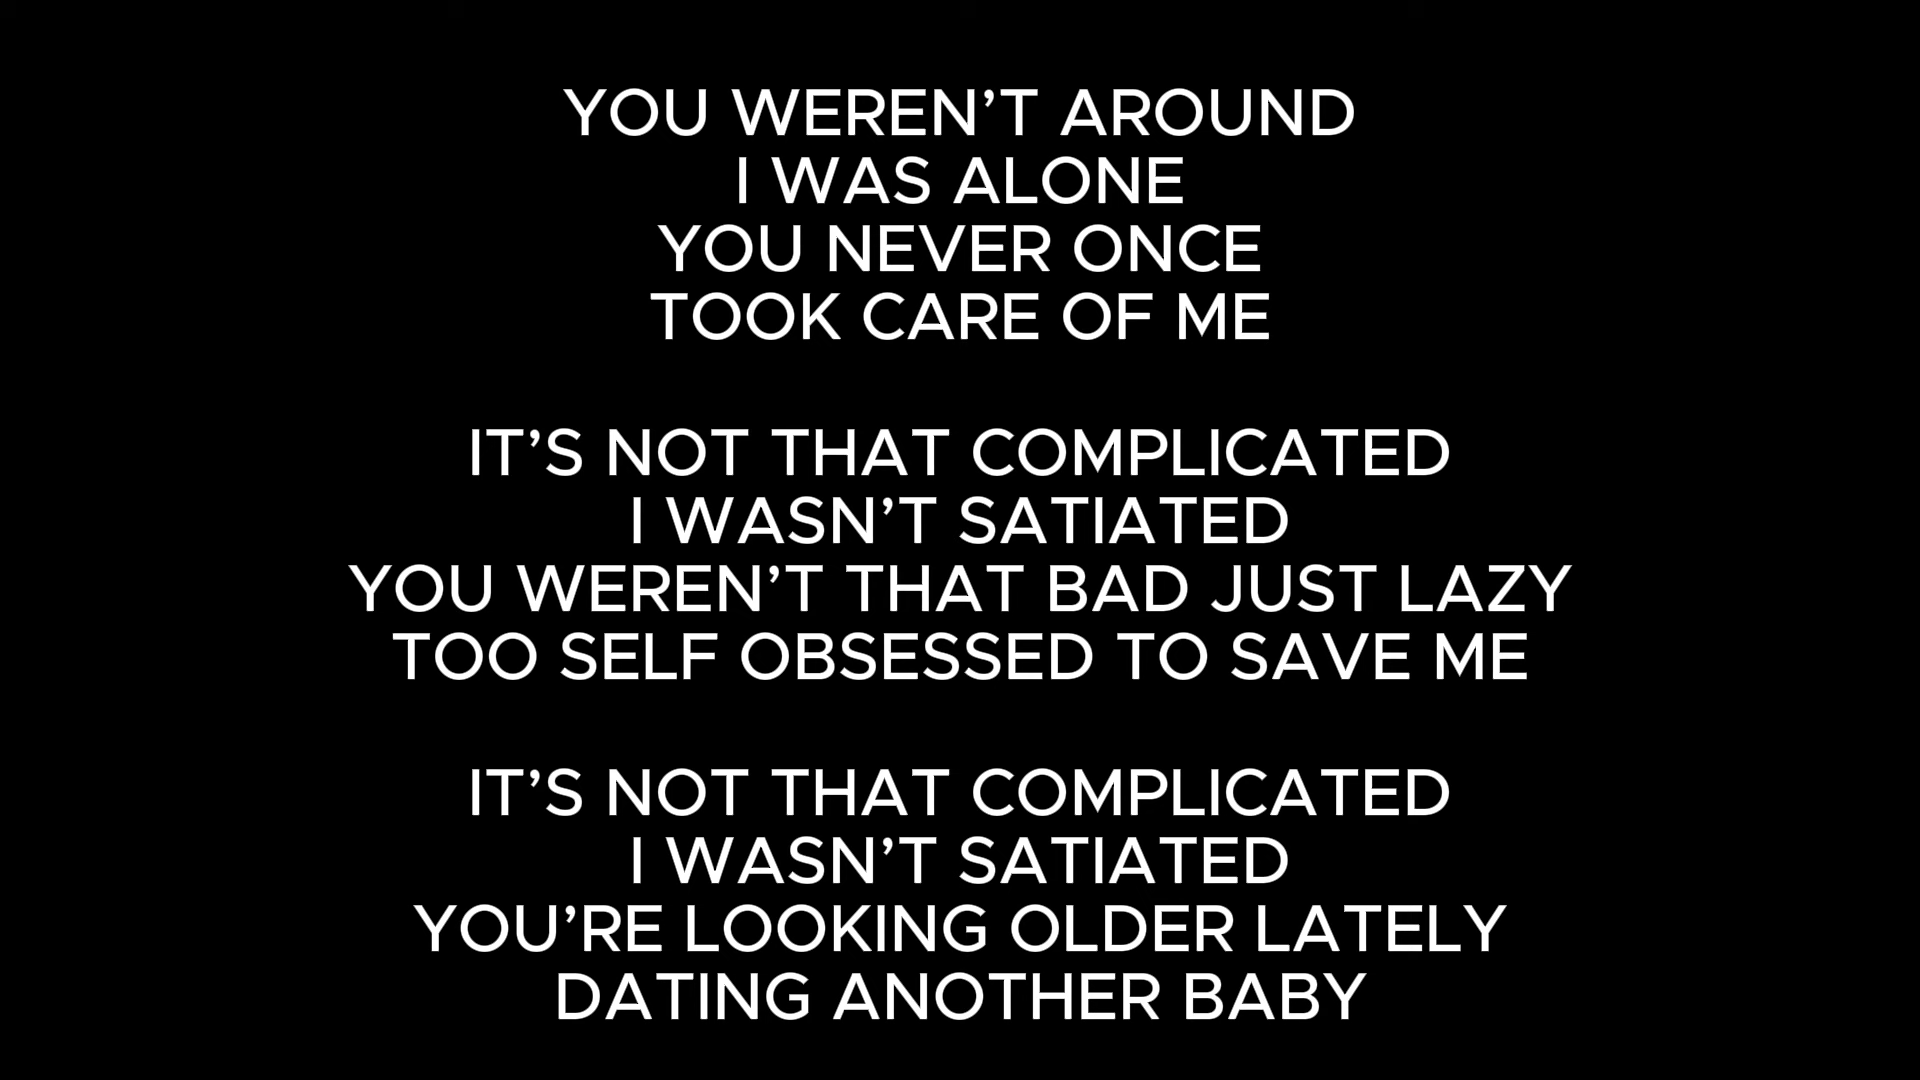 YOU WEREN’T AROUND
I WAS ALONE
YOU NEVER ONCE
TOOK CARE OF ME
IT’S NOT THAT COMPLICATED
I WASN’T SATIATED
YOU WEREN’T THAT BAD JUST LAZY
TOO SELF OBSESSED TO SAVE ME
IT’S NOT THAT COMPLICATED
I WASN’T SATIATED
YOU’RE LOOKING OLDER LATELY
DATING ANOTHER BABY